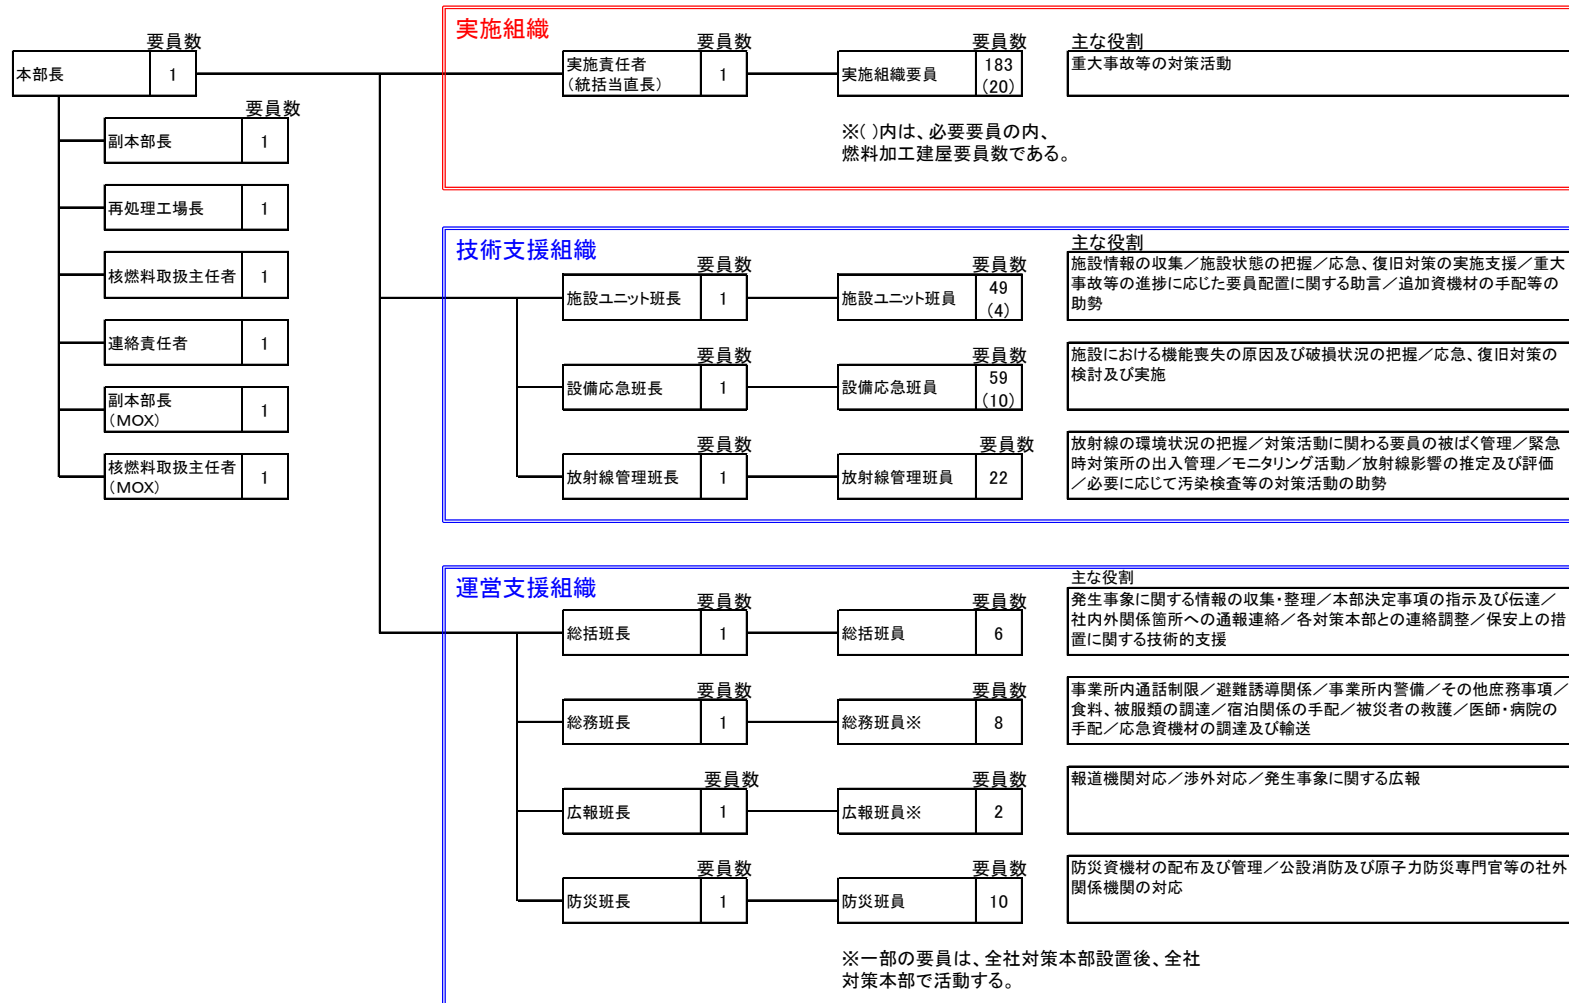 要員数
本部長
1
要員数
副本部長
1
再処理工場長
1
核燃料取扱主任者
1
連絡責任者
1
副本部長
(MOX)
1
核燃料取扱主任者
(MOX)
1
実施組織
要員数
実施責任者
(統括当直長)
1
要員数
実施組織要員
183
(20)
主な役割
重大事故等の対策活動
※( )内は、必要要員の内、
燃料加工建屋要員数である。
技術支援組織
要員数
施設ユニット班長
1
要員数
施設ユニット班員
49
(4)
主な役割
施設情報の収集/施設状態の把握/応急、復旧対策の実施支援/重大
事故等の進捗に応じた要員配置に関する助言/追加資機材の手配等の
助勢
要員数
設備応急班長
1
要員数
設備応急班員
59
(10)
施設における機能喪失の原因及び破損状況の把握/応急、復旧対策の
検討及び実施
要員数
放射線管理班長
1
要員数
放射線管理班員
22
放射線の環境状況の把握/対策活動に関わる要員の被ばく管理/緊急
時対策所の出入管理/モニタリング活動/放射線影響の推定及び評価
/必要に応じて汚染検査等の対策活動の助勢
運営支援組織
要員数
総括班長
1
要員数
総括班員
6
主な役割
発生事象に関する情報の収集・整理/本部決定事項の指示及び伝達/
社内外関係箇所への通報連絡/各対策本部との連絡調整/保安上の措
置に関する技術的支援
要員数
総務班長
1
要員数
総務班員※
8
事業所内通話制限/避難誘導関係/事業所内警備/その他庶務事項/
食料、被服類の調達/宿泊関係の手配/被災者の救護/医師・病院の
手配/応急資機材の調達及び輸送
要員数
広報班長
1
要員数
広報班員※
2
報道機関対応/渉外対応/発生事象に関する広報
要員数
防災班長
1
要員数
防災班員
10
防災資機材の配布及び管理/公設消防及び原子力防災専門官等の社外
関係機関の対応
※一部の要員は、全社対策本部設置後、全社
対策本部で活動する。